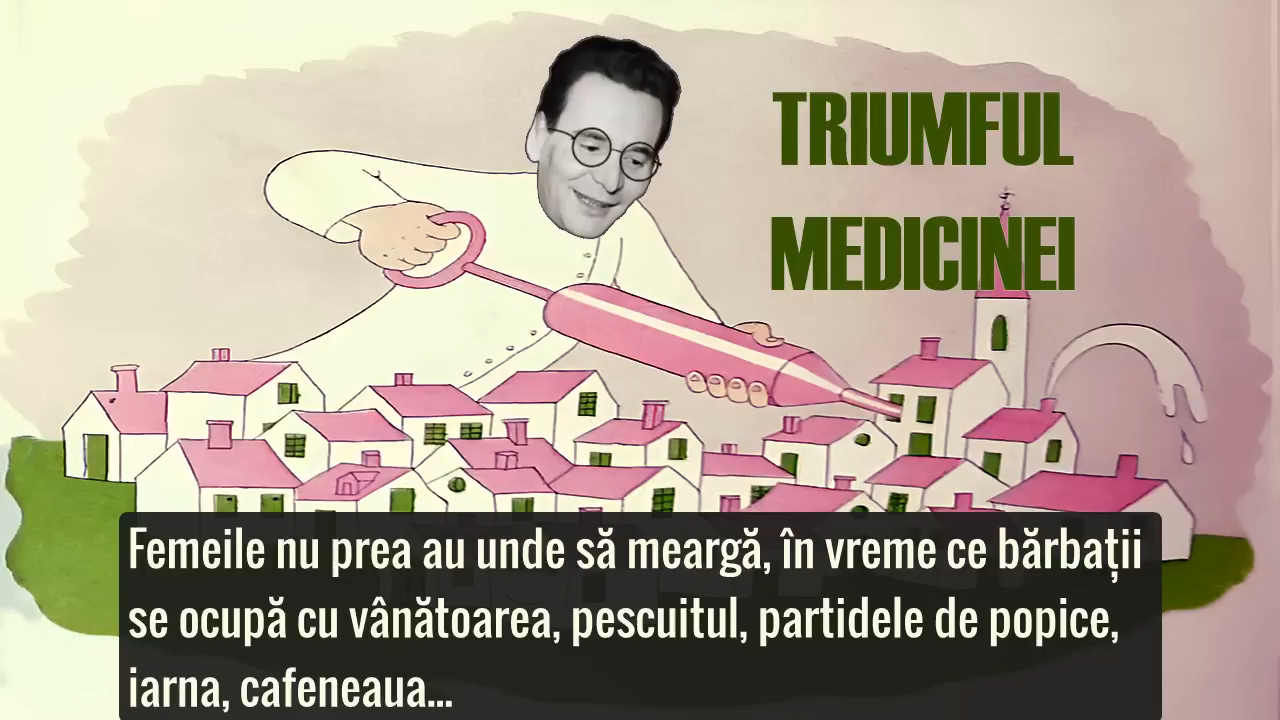 TRIUMFUL
MEDICINEI
Femeile nu prea au unde să meargă, în vreme ce bărbații
se ocupă cu vânătoarea, pescuitul, partidele de popice,
iarna, cafeneaua...